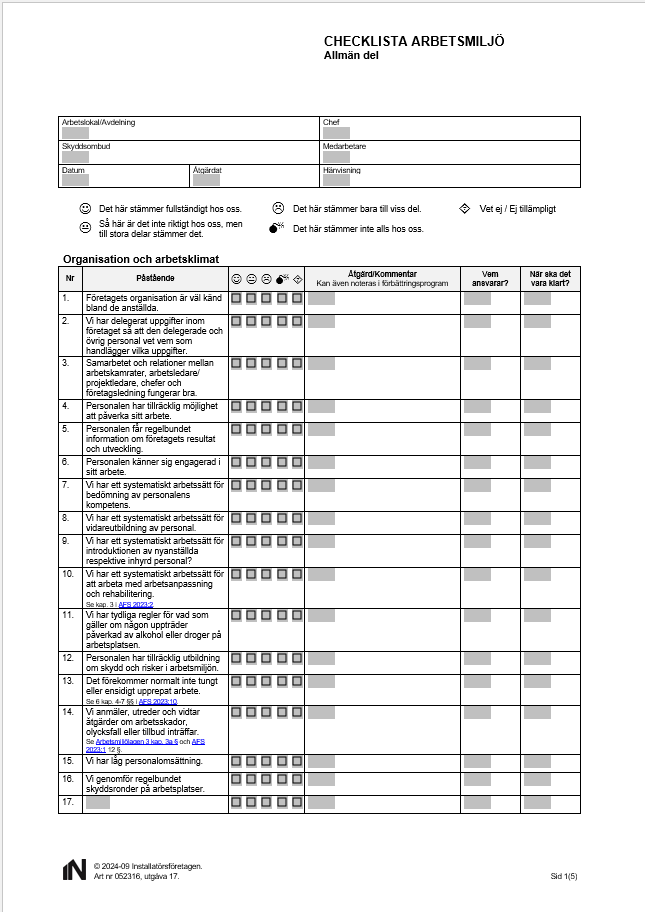 CHECKLISTA ARBETSMILJÖ
Allmän del
Arbetslokal/Avdelning
Chef
Skyddsombud
Medarbetare
Datum
Åtgärdat
Hänvisning
Det här stämmer fullständigt hos oss.
Det här stämmer bara till viss del.
Vet ej / Ej tillämpligt
Så här är det inte riktigt hos oss, men
till stora delar stämmer det.
Det här stämmer inte alls hos oss.
Organisation och arbetsklimat
Nr
Påstående
Åtgärd/Kommentar
Kan även noteras i förbättringsprogram
Vem
ansvarar?
När ska det
vara klart?
1. Företagets organisation är väl känd
bland de anställda.
2. Vi har delegerat uppgifter inom
företaget så att den delegerade och
övrig personal vet vem som
handlägger vilka uppgifter.
3. Samarbetet och relationer mellan
arbetskamrater, arbetsledare/
projektledare, chefer och
företagsledning fungerar bra.
4. Personalen har tillräcklig möjlighet
att påverka sitt arbete.
5. Personalen får regelbundet
information om företagets resultat
och utveckling.
6. Personalen känner sig engagerad i
sitt arbete.
7. Vi har ett systematiskt arbetssätt för
bedömning av personalens
kompetens.
8. Vi har ett systematiskt arbetssätt för
vidareutbildning av personal.
9. Vi har ett systematiskt arbetssätt för
introduktionen av nyanställda
respektive inhyrd personal?
10. Vi har ett systematiskt arbetssätt för
att arbeta med arbetsanpassning
och rehabilitering.
Se kap. 3 i AFS 2023:2
11. Vi har tydliga regler för vad som
gäller om någon uppträder
påverkad av alkohol eller droger på
arbetsplatsen.
12. Personalen har tillräcklig utbildning
om skydd och risker i arbetsmiljön.
13. Det förekommer normalt inte tungt
eller ensidigt upprepat arbete.
Se 6 kap. 4-7 §§ i AFS 2023:10
14. Vi anmäler, utreder och vidtar
åtgärder om arbetsskador,
olycksfall eller tillbud inträffar.
Se Arbetsmiljölagen 3 kap. 3a § och AFS
2023:1 12 §.
15. Vi har låg personalomsättning.
16. Vi genomför regelbundet
skyddsronder på arbetsplatser.
17.
IN
© 2024-09 Installatörsföretagen.
Art nr 052316, utgåva 17.
Sid 1(5)